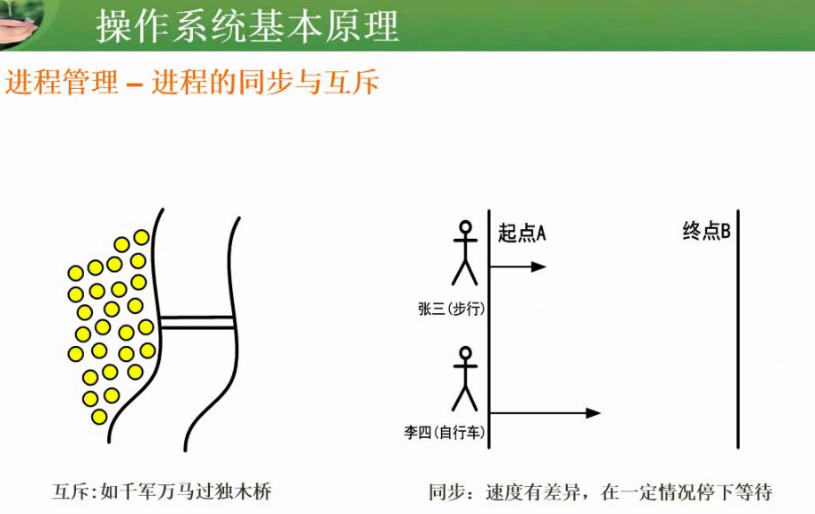 操作系统基本原理
进程管理 – 进程的同步与互斥
起点A
终点B
张三(步行)
李四(自行车)
互斥:如千军万马过独木桥
同步：速度有差异，在一定情况停下等待